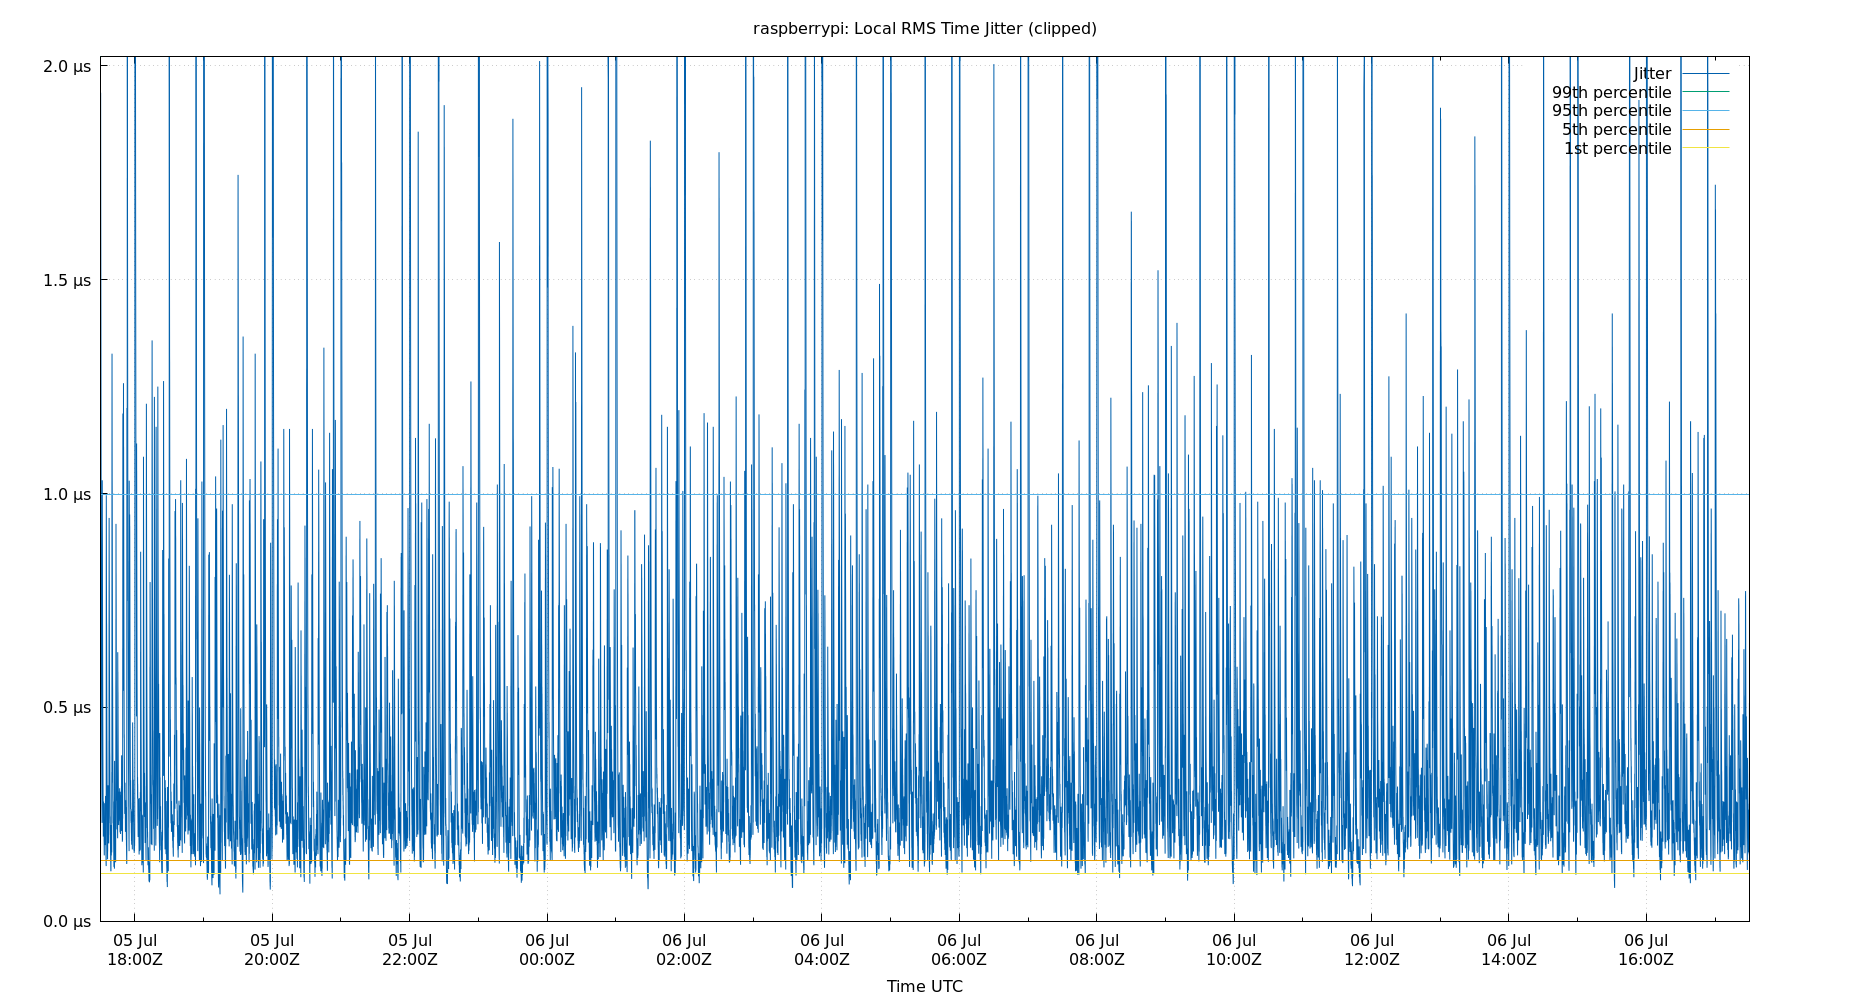 raspberrypi: Local RMS Time Jitter (clipped)
2.0 µs
1.5 µs
1.0 µs
0.5 µs
0.0 µs
Jitter
99th percentile
95th percentile
5th percentile
1st percentile
05 Jul 05 Jul 05 Jul 06 Jul 06 Jul 06 Jul 06 Jul 06 Jul 06 Jul 06 Jul 06 Jul 06 Jul
18:00Z 20:00Z 22:00Z 00:00Z 02:00Z 04:00Z 06:00Z 08:00Z 10:00Z 12:00Z 14:00Z 16:00Z
Time UTC